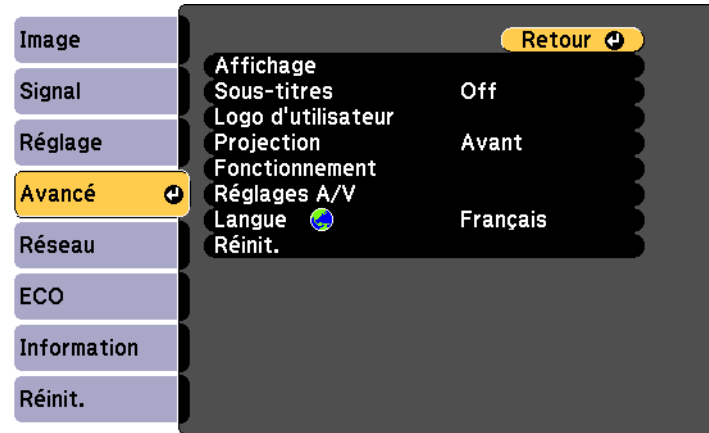 Image
Signal
Réglage
Avancé
Réseau
ECO
Information
Réinit.
Retour
Affichage
Sous-titres Off
Logo d'utilisateur
Projection Avant
Fonctionnement
Réglages A/V
Langue Français
Réinit.